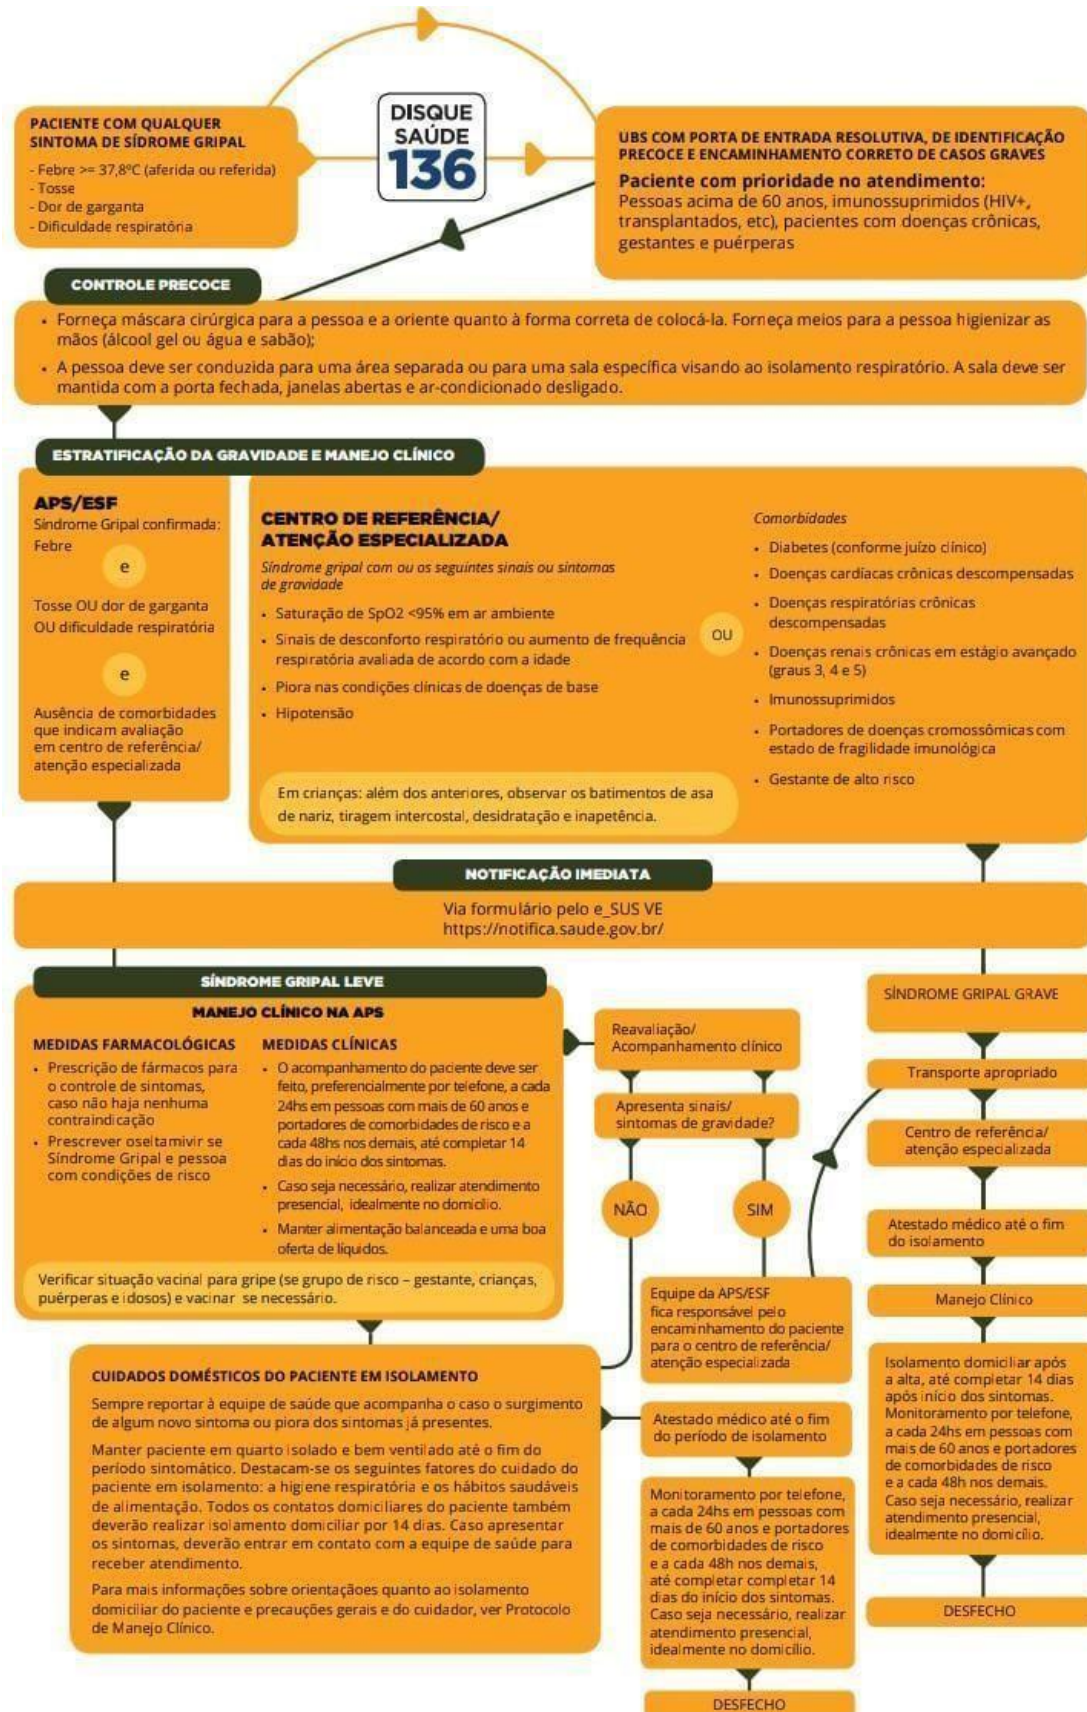 PACIENTE COM QUALQUER
SINTOMA DE SÍDROME GRIPAL
- Febre >= 37,8ºC (aferida ou referida)
- Tosse
- Dor de garganta
- Dificuldade respiratória
DISQUE
SAÚDE
136
UBS COM PORTA DE ENTRADA RESOLUTIVA, DE IDENTIFICAÇÃO
PRECOCE E ENCAMINHAMENTO CORRETO DE CASOS GRAVES
Paciente com prioridade no atendimento:
Pessoas acima de 60 anos, imunossuprimidos (HIV+,
transplantados, etc), pacientes com doenças crônicas,
gestantes e puérperas
CONTROLE PRECOCE
• Forneça máscara cirúrgica para a pessoa e a oriente quanto à forma correta de colocá-la. Forneça meios para a pessoa higienizar as
mãos (álcool gel ou água e sabão);
• A pessoa deve ser conduzida para uma área separada ou para uma sala específica visando ao isolamento respiratório. A sala deve ser
mantida com a porta fechada, janelas abertas e ar-condicionado desligado.
ESTRATIFICAÇÃO DA GRAVIDADE E MANEJO CLÍNICO
APS/ESF
Síndrome Gripal confirmada:
Febre
e
Tosse OU dor de garganta
OU dificuldade respiratória
e
Ausência de comorbidades
que indicam avaliação
em centro de referência/
atenção especializada
CENTRO DE REFERÊNCIA/
ATENÇÃO ESPECIALIZADA
Síndrome gripal com ou os seguintes sinais ou sintomas
de gravidade
• Saturação de SpO2 <95% em ar ambiente
• Sinais de desconforto respiratório ou aumento de frequência
respiratória avaliada de acordo com a idade
• Piora nas condições clínicas de doenças de base
• Hipotensão
Em crianças: além dos anteriores, observar os batimentos de asa
de nariz, tiragem intercostal, desidratação e inapetência.
OU
Comorbidades
• Diabetes (conforme juízo clínico)
• Doenças cardíacas crônicas descompensadas
• Doenças respiratórias crônicas
descompensadas
• Doenças renais crônicas em estágio avançado
(graus 3, 4 e 5)
• Imunossuprimidos
• Portadores de doenças cromossômicas com
estado de fragilidade imunológica
• Gestante de alto risco
NOTIFICAÇÃO IMEDIATA
Via formulário pelo e_SUS VE
https://notifica.saude.gov.br/
SÍNDROME GRIPAL LEVE
MANEJO CLÍNICO NA APS
MEDIDAS FARMACOLÓGICAS
• Prescrição de fármacos para
o controle de sintomas,
caso não haja nenhuma
contraindicação
• Prescrever oseltamivir se
Síndrome Gripal e pessoa
com condições de risco
MEDIDAS CLÍNICAS
• O acompanhamento do paciente deve ser
feito, preferencialmente por telefone, a cada
24hs em pessoas com mais de 60 anos e
portadores de comorbidades de risco e a
cada 48hs nos demais, até completar 14
dias do início dos sintomas.
• Caso seja necessário, realizar atendimento
presencial, idealmente no domicílio.
• Manter alimentação balanceada e uma boa
oferta de líquidos.
Verificar situação vacinal para gripe (se grupo de risco – gestante, crianças,
puérperas e idosos) e vacinar se necessário.
Reavaliação/
Acompanhamento clínico
Apresenta sinais/
sintomas de gravidade?
NÃO
SIM
Equipe da APS/ESF
fica responsável pelo
encaminhamento do paciente
para o centro de referência/
atenção especializada
SÍNDROME GRIPAL GRAVE
Transporte apropriado
Centro de referência/
atenção especializada
Atestado médico até o fim
do isolamento
Manejo Clínico
Isolamento domiciliar após
a alta, até completar 14 dias
após início dos sintomas.
Monitoramento por telefone,
a cada 24hs em pessoas com
mais de 60 anos e portadores
de comorbidades de risco
e a cada 48h nos demais.
Caso seja necessário, realizar
atendimento presencial,
idealmente no domicílio.
DESFECHO
CUIDADOS DOMÉSTICOS DO PACIENTE EM ISOLAMENTO
Sempre reportar à equipe de saúde que acompanha o caso o surgimento
de algum novo sintoma ou piora dos sintomas já presentes.
Manter paciente em quarto isolado e bem ventilado até o fim do
período sintomático. Destacam-se os seguintes fatores do cuidado do
paciente em isolamento: a higiene respiratória e os hábitos saudáveis
de alimentação. Todos os contatos domiciliares do paciente também
deverão realizar isolamento domiciliar por 14 dias. Caso apresentar
os sintomas, deverão entrar em contato com a equipe de saúde para
receber atendimento.
Para mais informações sobre orientaçãoes quanto ao isolamento
domiciliar do paciente e precauções gerais e do cuidador, ver Protocolo
de Manejo Clínico.
Atestado médico até o fim
do período de isolamento
Monitoramento por telefone,
a cada 24hs em pessoas com
mais de 60 anos e portadores
de comorbidades de risco
e a cada 48h nos demais,
até completar completar 14
dias do início dos sintomas.
Caso seja necessário, realizar
atendimento presencial,
idealmente no domicílio.
DESFECHO